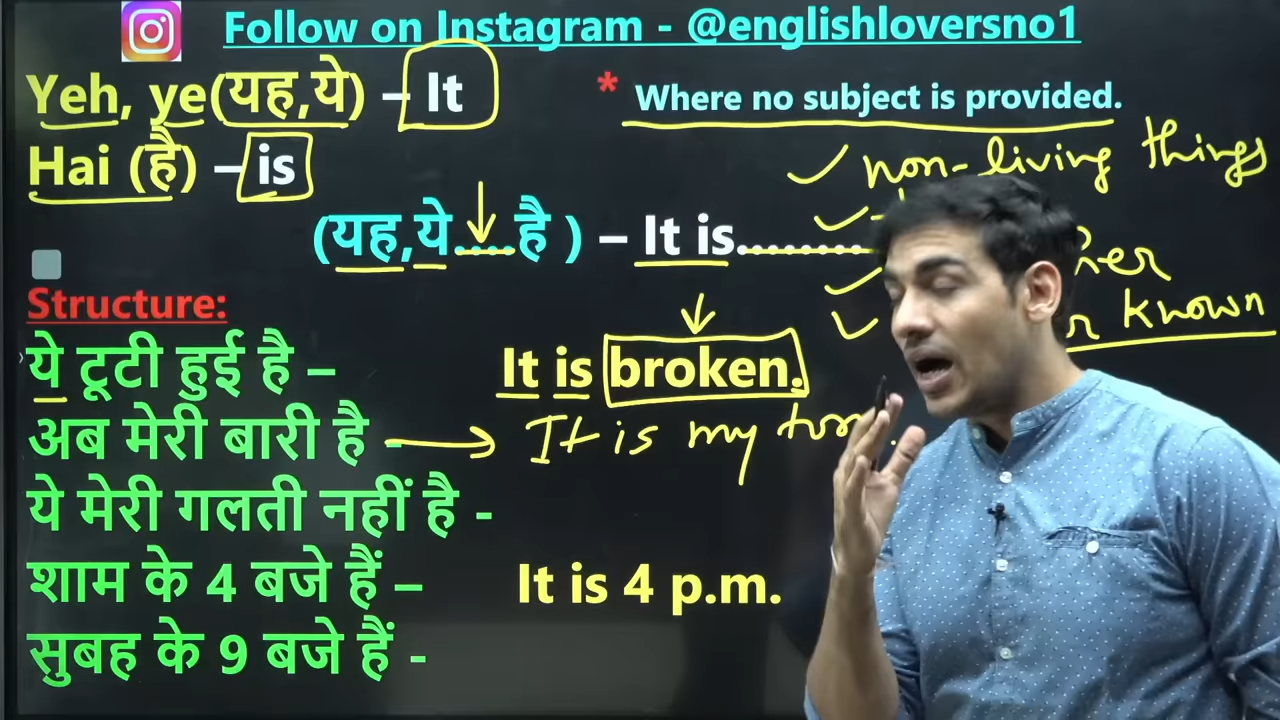 Follow on Instagram - @englishloversno1
Yeh, ye(यह,ये) – It
* Where no subject is provided.
non-living things
Hai (है) – is
(यह,ये....है ) – It is........
known
Structure:
ये टूटी हुई है –
It is broken.
अब मेरी बारी है -
It is my turn.
ये मेरी गलती नहीं है -
शाम के 4 बजे हैं –
It is 4 p.m.
सुबह के 9 बजे हैं -